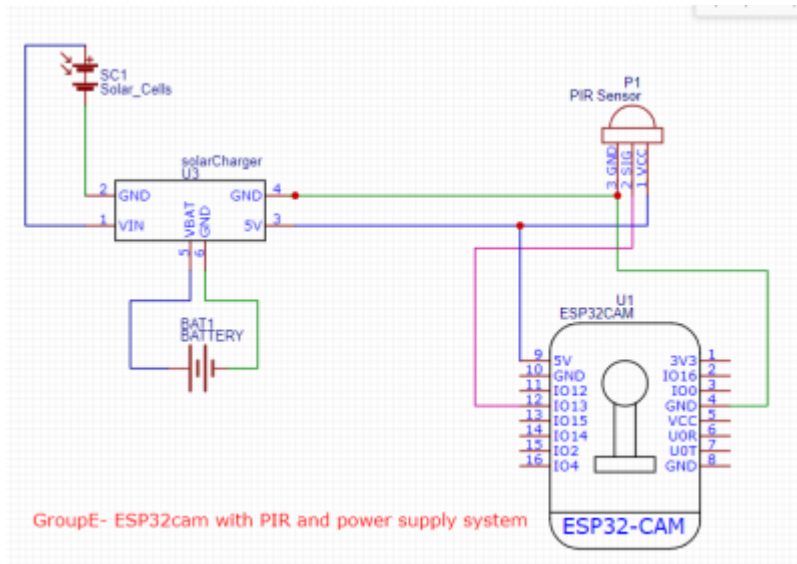 SC1
Solar_Cells
P1
PIR Sensor
3 GND
2 SIG
1 VCC
solarCharger
U3
2 GND
1 VIN
GND 4
5V 3
VBAT 5
GND 6
BAT1
BATTERY
U1
ESP32CAM
9 5V
10 GND
11 IO12
12 IO13
13 IO15
14 IO14
15 IO2
16 IO4
3V3 1
IO16 2
IO0 3
GND 4
VCC 5
U0R 6
U0T 7
GND 8
ESP32-CAM
GroupE- ESP32cam with PIR and power supply system